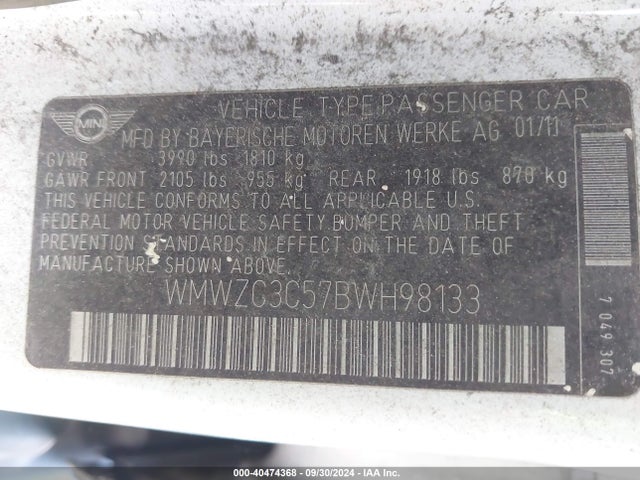 MINI
VEHICLE TYPE:PASSENGER CAR
MFD BY BAYERISCHE MOTOREN WERKE AG 01/11
GVWR 3990 lbs 1810 kg
GAWR FRONT 2105 lbs 955 kg REAR 1918 lbs 870 kg
THIS VEHICLE CONFORMS TO ALL APPLICABLE U.S.
FEDERAL MOTOR VEHICLE SAFETY BUMPER AND THEFT
PREVENTION STANDARDS IN EFFECT ON THE DATE OF
MANUFACTURE SHOWN ABOVE.
WMWZC3C57BWH98133
7 049 307
000-40474368 - 09/30/2024 - IAA Inc.